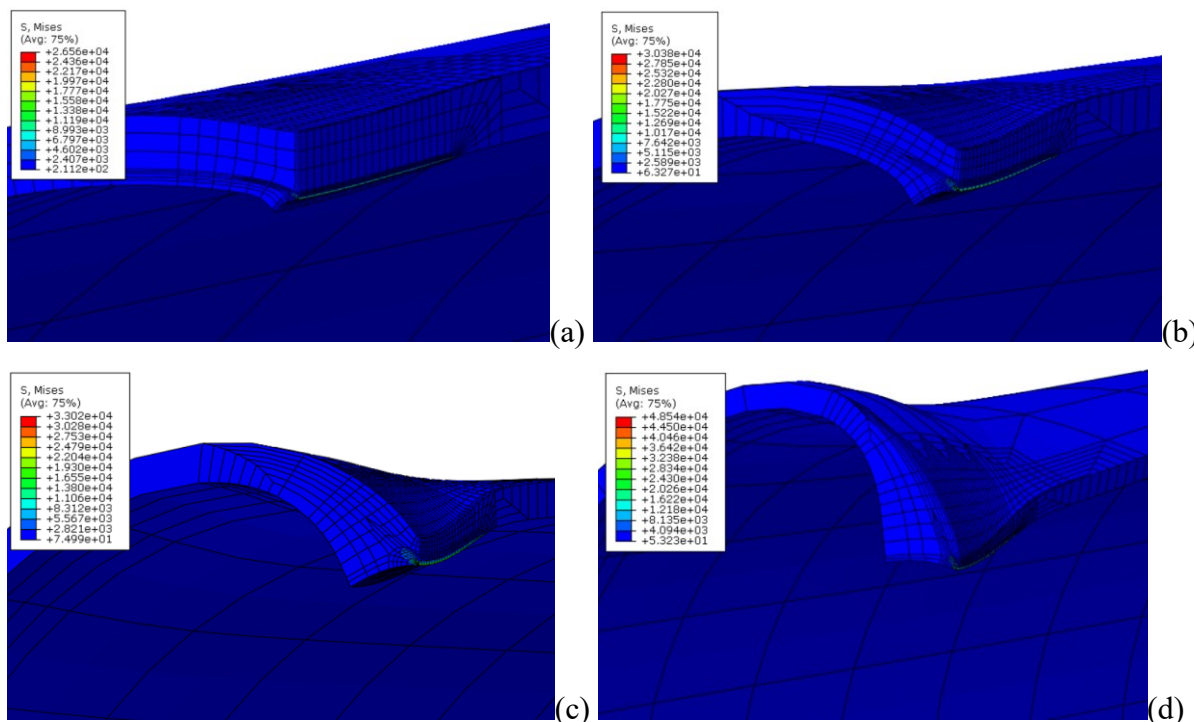 S, Mises
(Avg: 75%)
+2.656e+04
+2.436e+04
+2.217e+04
+1.997e+04
+1.777e+04
+1.558e+04
+1.338e+04
+1.119e+04
+8.993e+03
+6.797e+03
+4.602e+03
+2.407e+03
+2.112e+02
(a)
S, Mises
(Avg: 75%)
+3.038e+04
+2.785e+04
+2.532e+04
+2.280e+04
+2.027e+04
+1.775e+04
+1.522e+04
+1.269e+04
+1.017e+04
+7.642e+03
+5.115e+03
+2.589e+03
+6.327e+01
(b)
S, Mises
(Avg: 75%)
+3.302e+04
+3.028e+04
+2.753e+04
+2.479e+04
+2.204e+04
+1.930e+04
+1.655e+04
+1.380e+04
+1.106e+04
+8.312e+03
+5.567e+03
+2.821e+03
+7.499e+01
(c)
S, Mises
(Avg: 75%)
+4.854e+04
+4.450e+04
+4.046e+04
+3.642e+04
+3.238e+04
+2.834e+04
+2.430e+04
+2.026e+04
+1.622e+04
+1.218e+04
+8.135e+03
+4.094e+03
+5.323e+01
(d)